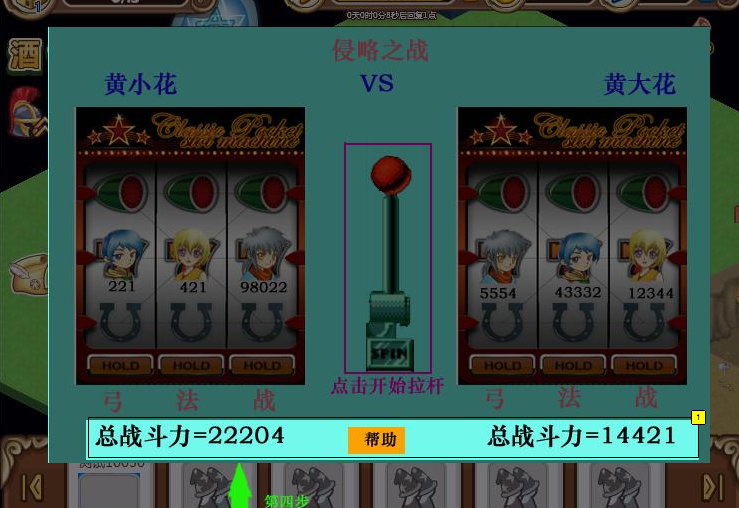 0天0时0分8秒后回复1点
酒
侵略之战
黄小花 VS 黄大花
Classic Pocket
slot machine
Classic Pocket
slot machine
221 421 98022
5554 43332 12344
HOLD HOLD HOLD
SPIN
HOLD HOLD HOLD
点击开始拉杆
弓 法 战
弓 法 战
1
总战斗力=22204 帮助 总战斗力=14421
第四步